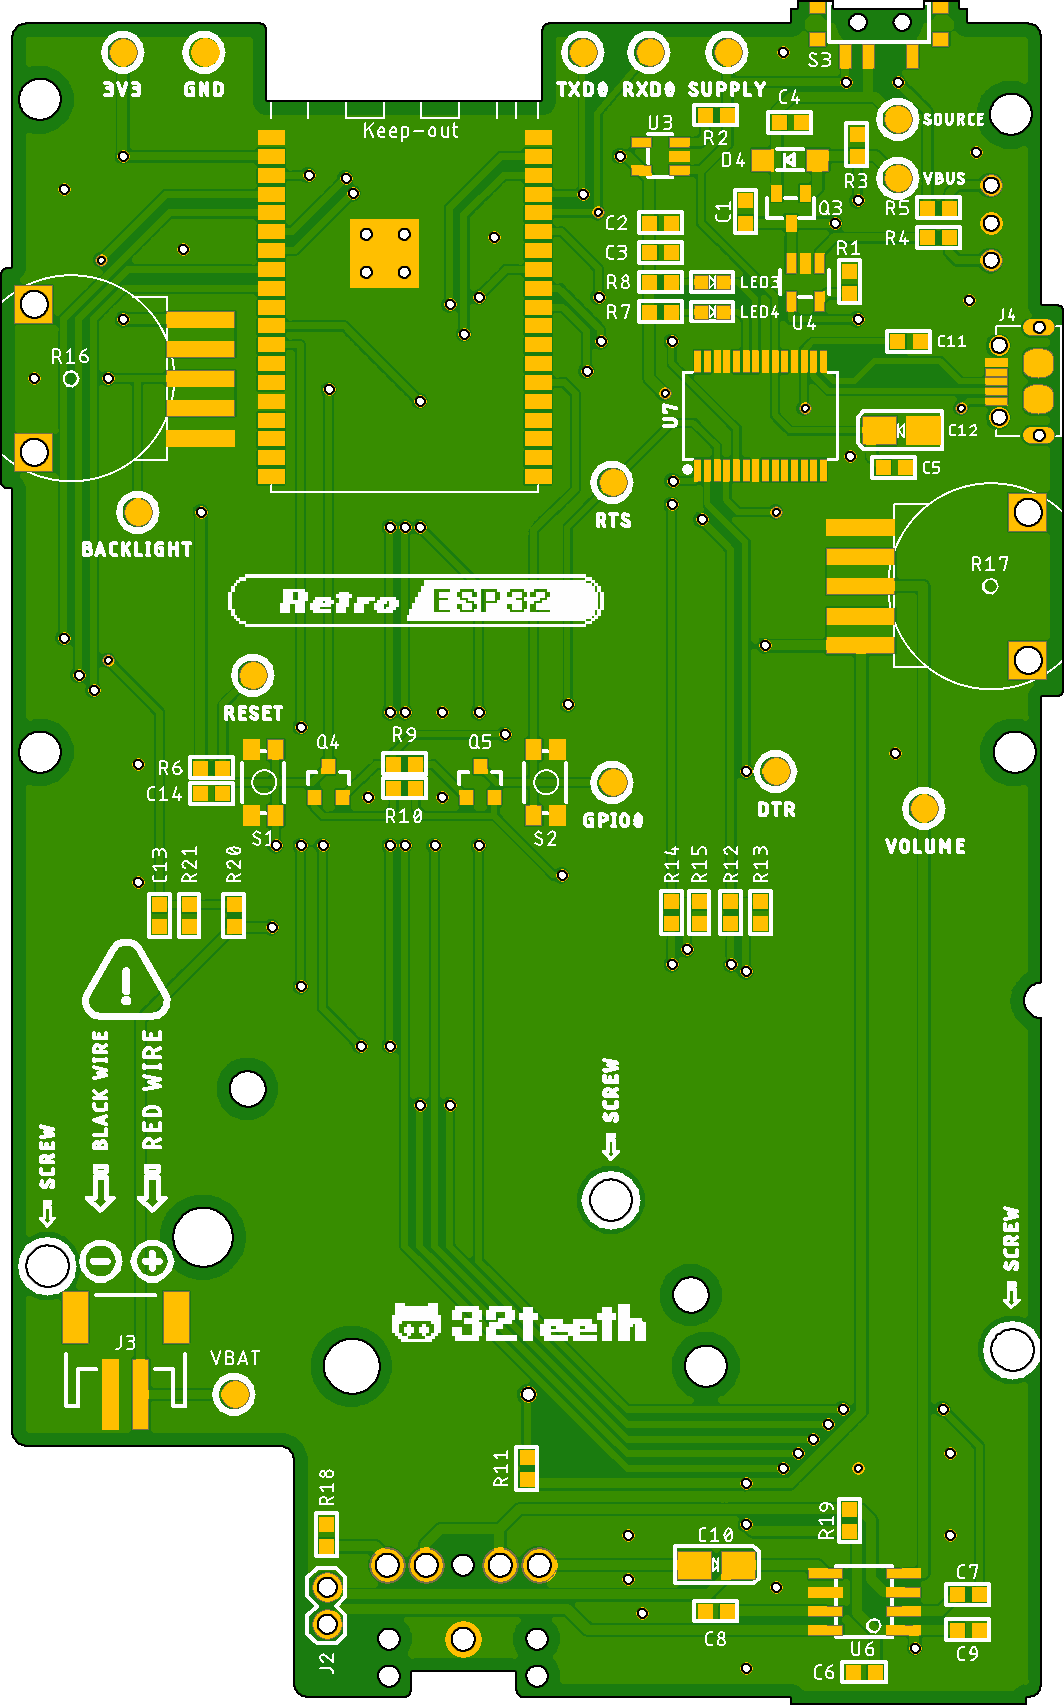 S3
3V3
GND
TXD0
RXD0
SUPPLY
C4
Keep-out
U3
R2
SOURCE
D4
R3
VBUS
C1
Q3
R5
C2
R4
C3
R1
R8
LED3
R7
LED4
U4
J4
R16
C11
U7
C12
C5
RTS
BACKLIGHT
R17
Retro ESP32
RESET
Q4
R9
Q5
R6
C14
R10
S1
S2
GPIO0
DTR
VOLUME
C13
R21
R20
R14
R15
R12
R13
!
BLACK WIRE
RED WIRE
SCREW
SCREW
SCREW
32teeth
J3
VBAT
R11
R18
R19
C10
C7
C8
U6
C9
J2
C6